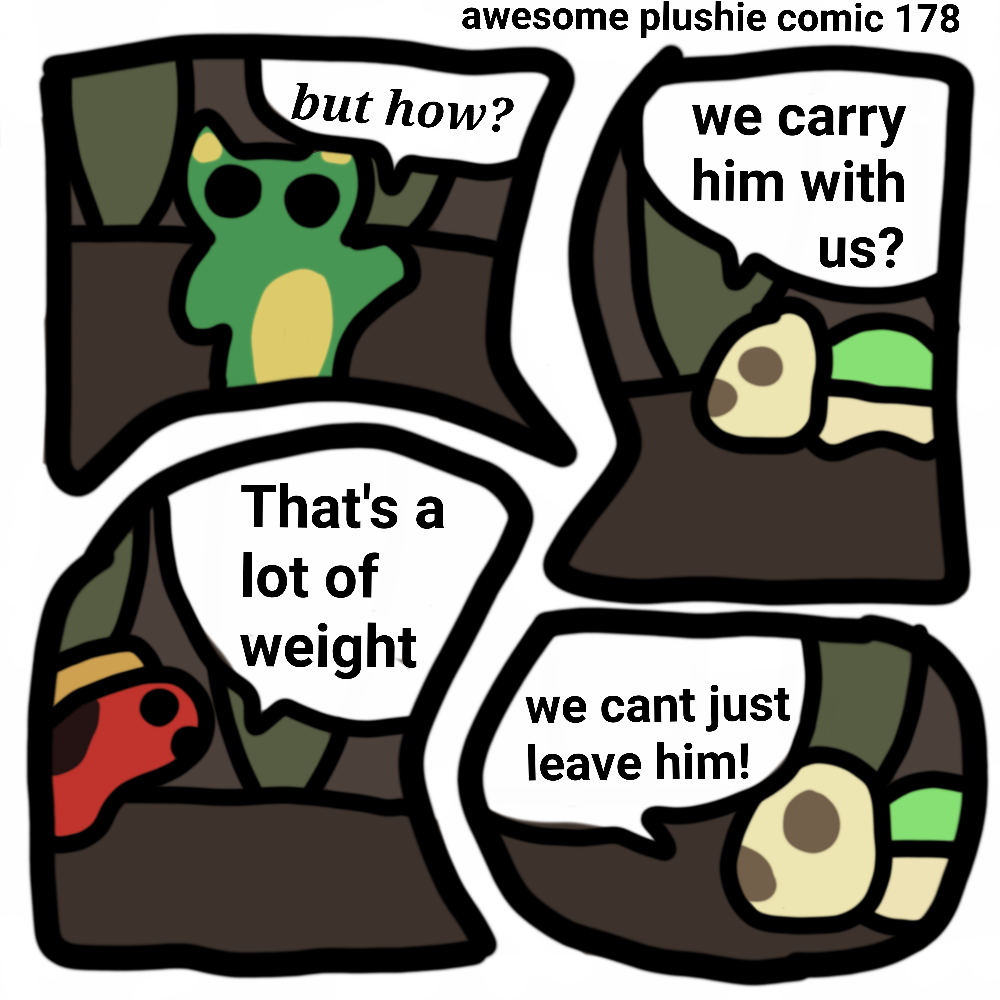 awesome plushie comic 178
but how?
we carry
him with
us?
That's a
lot of
weight
we cant just
leave him!